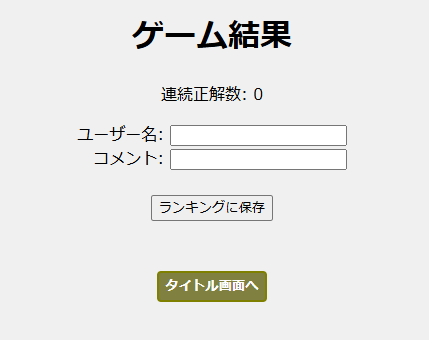 ゲーム結果
連続正解数: 0
ユーザー名:
コメント:
ランキングに保存
タイトル画面へ